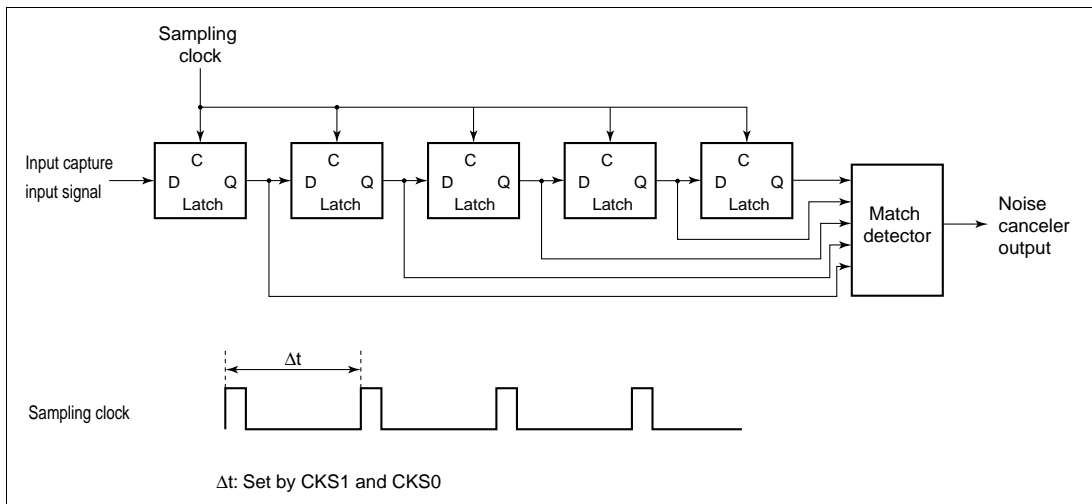 Sampling
clock
Input capture
input signal
C
D Q
Latch
C
D Q
Latch
C
D Q
Latch
C
D Q
Latch
C
D Q
Latch
Match
detector
Noise
canceler
output
Δt
Sampling clock
Δt: Set by CKS1 and CKS0